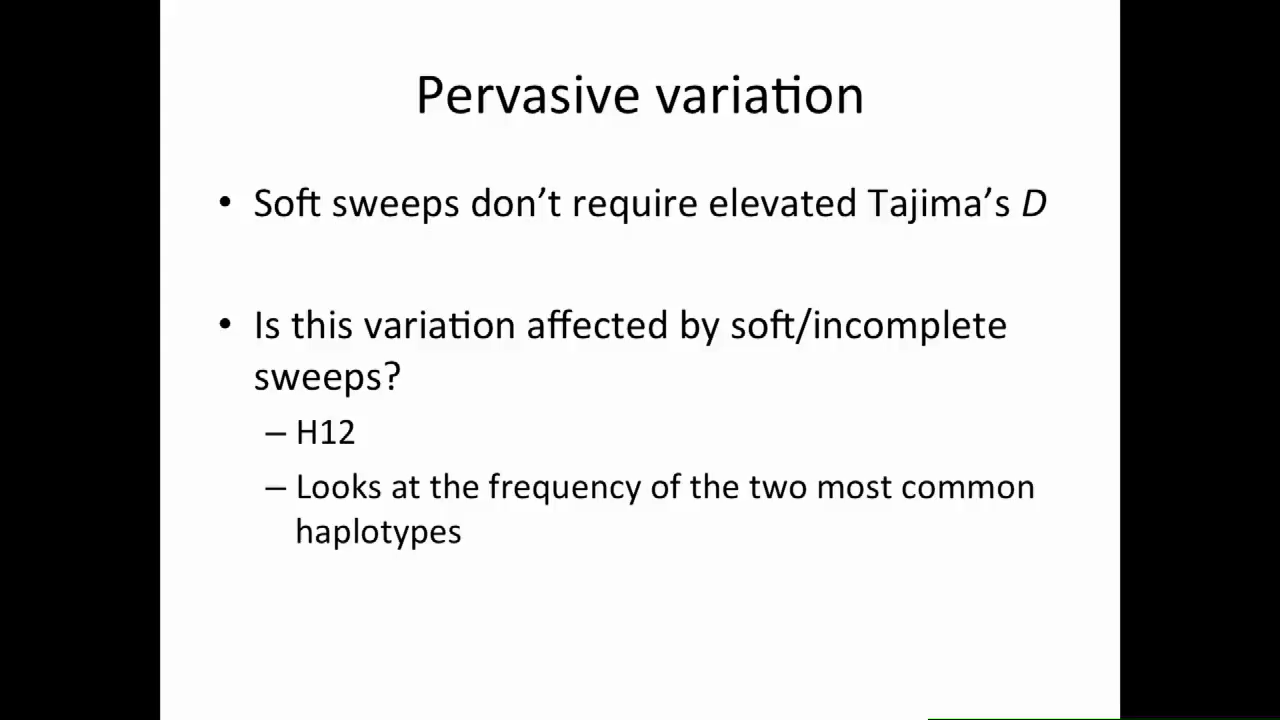 Pervasive variation
• Soft sweeps don’t require elevated Tajima’s D
• Is this variation affected by soft/incomplete
sweeps?
– H12
– Looks at the frequency of the two most common
haplotypes